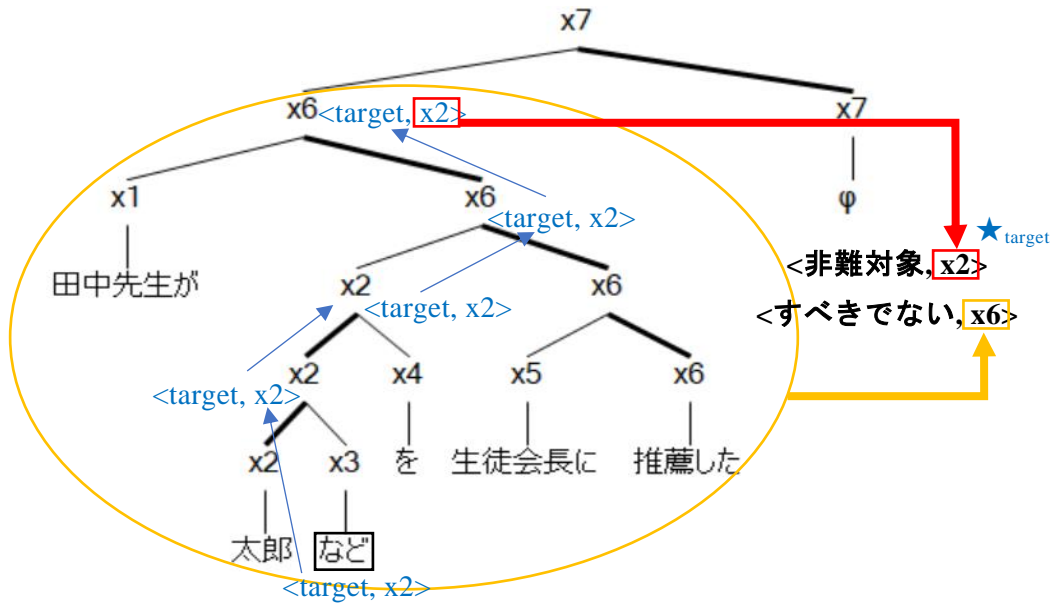 x7
x6<target, x2>
x7
x1
x6
φ
<target, x2>
★target
田中先生が
x2
<target, x2>
x6
<非難対象, x2>
<すべきでない, x6>
x2
x4
x5
x6
<target, x2>
x2
x3
を
生徒会長に
推薦した
太郎
など
<target, x2>